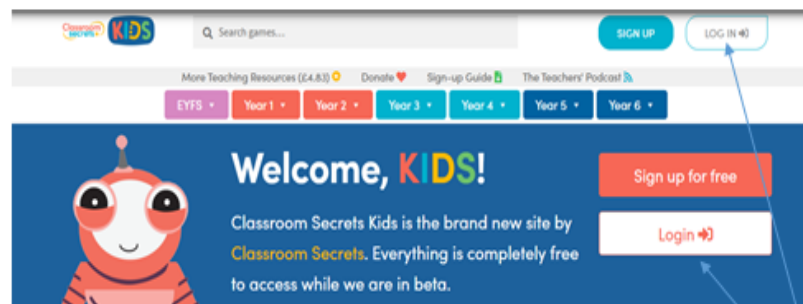 Classroom Secrets KIDS
Search games...
SIGN UP
LOG IN
More Teaching Resources (£4.83)
Donate
Sign-up Guide
The Teachers' Podcast
EYFS
Year 1
Year 2
Year 3
Year 4
Year 5
Year 6
Welcome, KIDS!
Sign up for free
Classroom Secrets Kids is the brand new site by
Classroom Secrets. Everything is completely free
to access while we are in beta.
Login